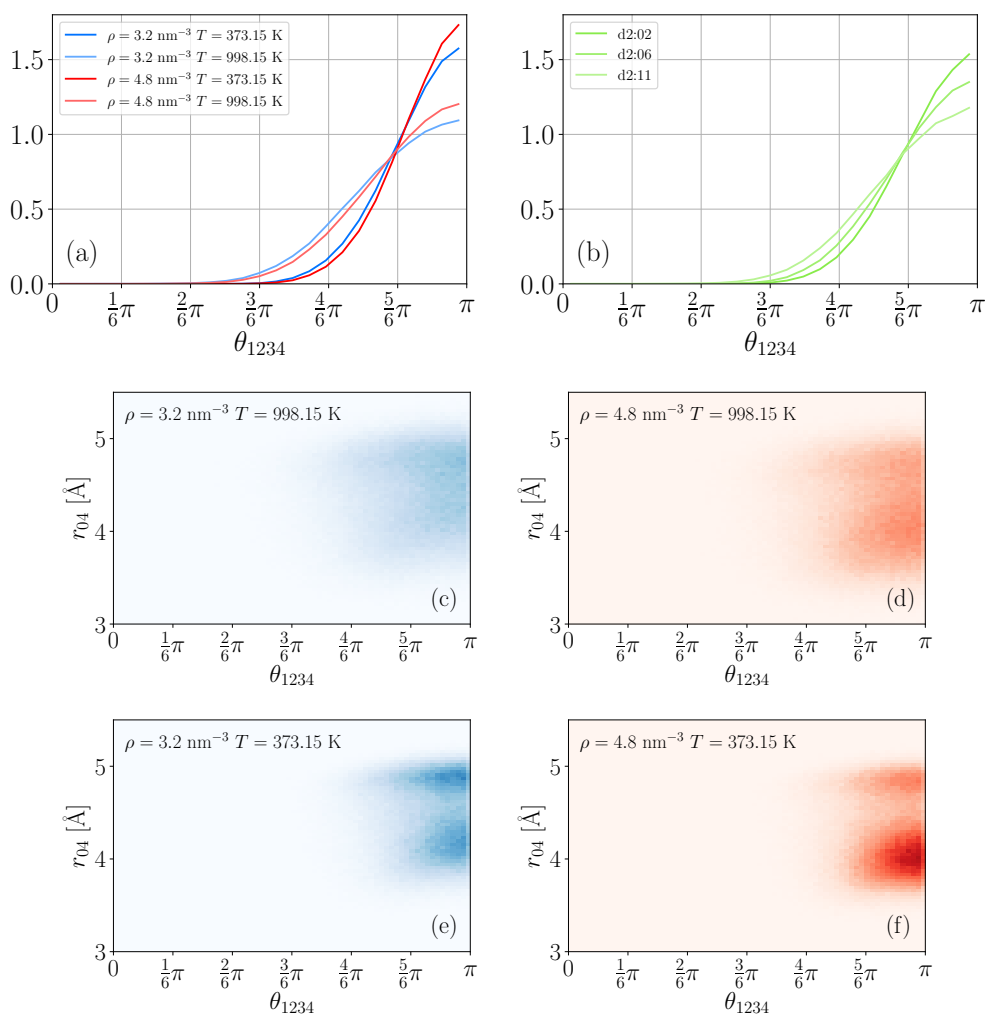 ρ = 3.2 nm⁻³ T = 373.15 K
ρ = 3.2 nm⁻³ T = 998.15 K
ρ = 4.8 nm⁻³ T = 373.15 K
ρ = 4.8 nm⁻³ T = 998.15 K
1.5
1.0
0.5
0.0
(a)
0 1/6π 2/6π 3/6π 4/6π 5/6π π
θ₁₂₃₄
d2:02
d2:06
d2:11
1.5
1.0
0.5
0.0
(b)
0 1/6π 2/6π 3/6π 4/6π 5/6π π
θ₁₂₃₄
ρ = 3.2 nm⁻³ T = 998.15 K
5
4
3
r₀₄ [Å]
(c)
0 1/6π 2/6π 3/6π 4/6π 5/6π π
θ₁₂₃₄
ρ = 4.8 nm⁻³ T = 998.15 K
5
4
3
r₀₄ [Å]
(d)
0 1/6π 2/6π 3/6π 4/6π 5/6π π
θ₁₂₃₄
ρ = 3.2 nm⁻³ T = 373.15 K
5
4
3
r₀₄ [Å]
(e)
0 1/6π 2/6π 3/6π 4/6π 5/6π π
θ₁₂₃₄
ρ = 4.8 nm⁻³ T = 373.15 K
5
4
3
r₀₄ [Å]
(f)
0 1/6π 2/6π 3/6π 4/6π 5/6π π
θ₁₂₃₄